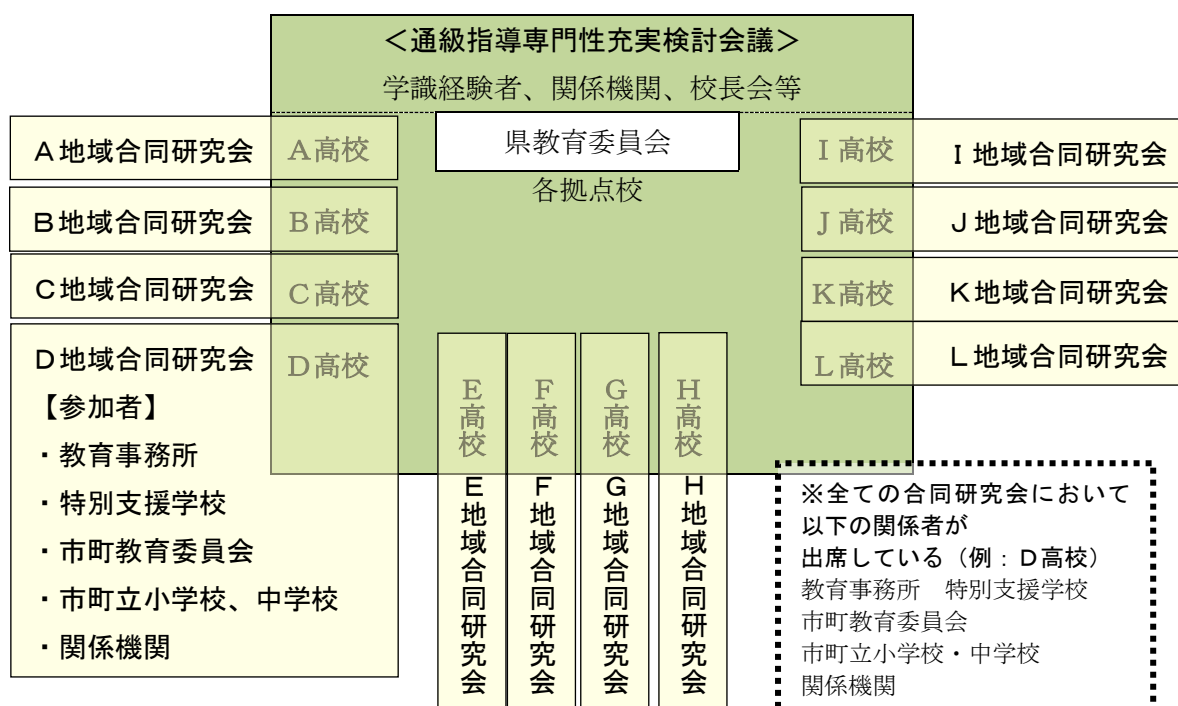 ＜通級指導専門性充実検討会議＞
学識経験者、関係機関、校長会等
県教育委員会
各拠点校
A地域合同研究会
A高校
B地域合同研究会
B高校
C地域合同研究会
C高校
D地域合同研究会
D高校
【参加者】
・教育事務所
・特別支援学校
・市町教育委員会
・市町立小学校、中学校
・関係機関
E高校
E地域合同研究会
F高校
F地域合同研究会
G高校
G地域合同研究会
H高校
H地域合同研究会
I高校
I地域合同研究会
J高校
J地域合同研究会
K高校
K地域合同研究会
L高校
L地域合同研究会
※全ての合同研究会において
以下の関係者が
出席している（例：D高校）
教育事務所　特別支援学校
市町教育委員会
市町立小学校・中学校
関係機関